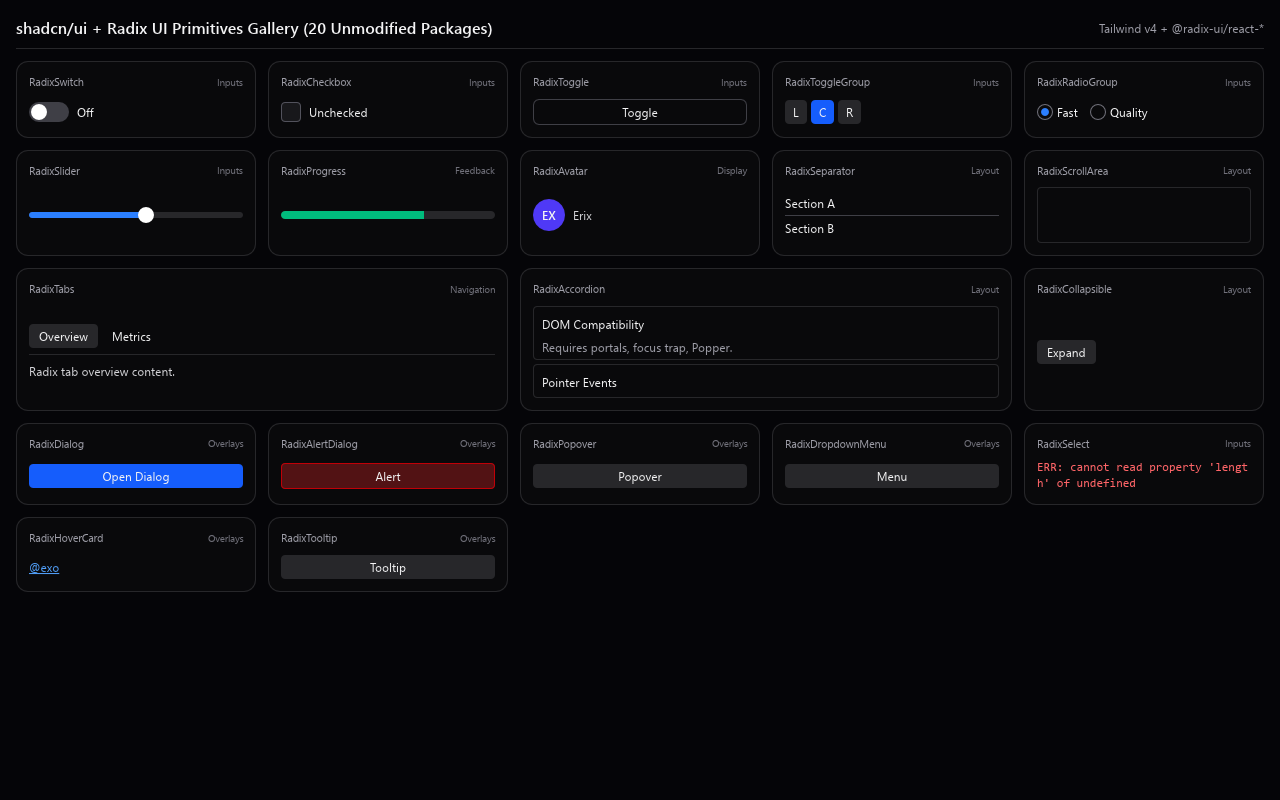 shadcn/ui + Radix UI Primitives Gallery (20 Unmodified Packages)
Tailwind v4 + @radix-ui/react-*
RadixSwitch Inputs
Off
RadixCheckbox Inputs
Unchecked
RadixToggle Inputs
Toggle
RadixToggleGroup Inputs
L C R
RadixRadioGroup Inputs
Fast Quality
RadixSlider Inputs
RadixProgress Feedback
RadixAvatar Display
EX Erix
RadixSeparator Layout
Section A
Section B
RadixScrollArea Layout
RadixTabs Navigation
Overview Metrics
Radix tab overview content.
RadixAccordion Layout
DOM Compatibility
Requires portals, focus trap, Popper.
Pointer Events
RadixCollapsible Layout
Expand
RadixDialog Overlays
Open Dialog
RadixAlertDialog Overlays
Alert
RadixPopover Overlays
Popover
RadixDropdownMenu Overlays
Menu
RadixSelect Inputs
ERR: cannot read property 'lengt
h' of undefined
RadixHoverCard Overlays
@exo
RadixTooltip Overlays
Tooltip